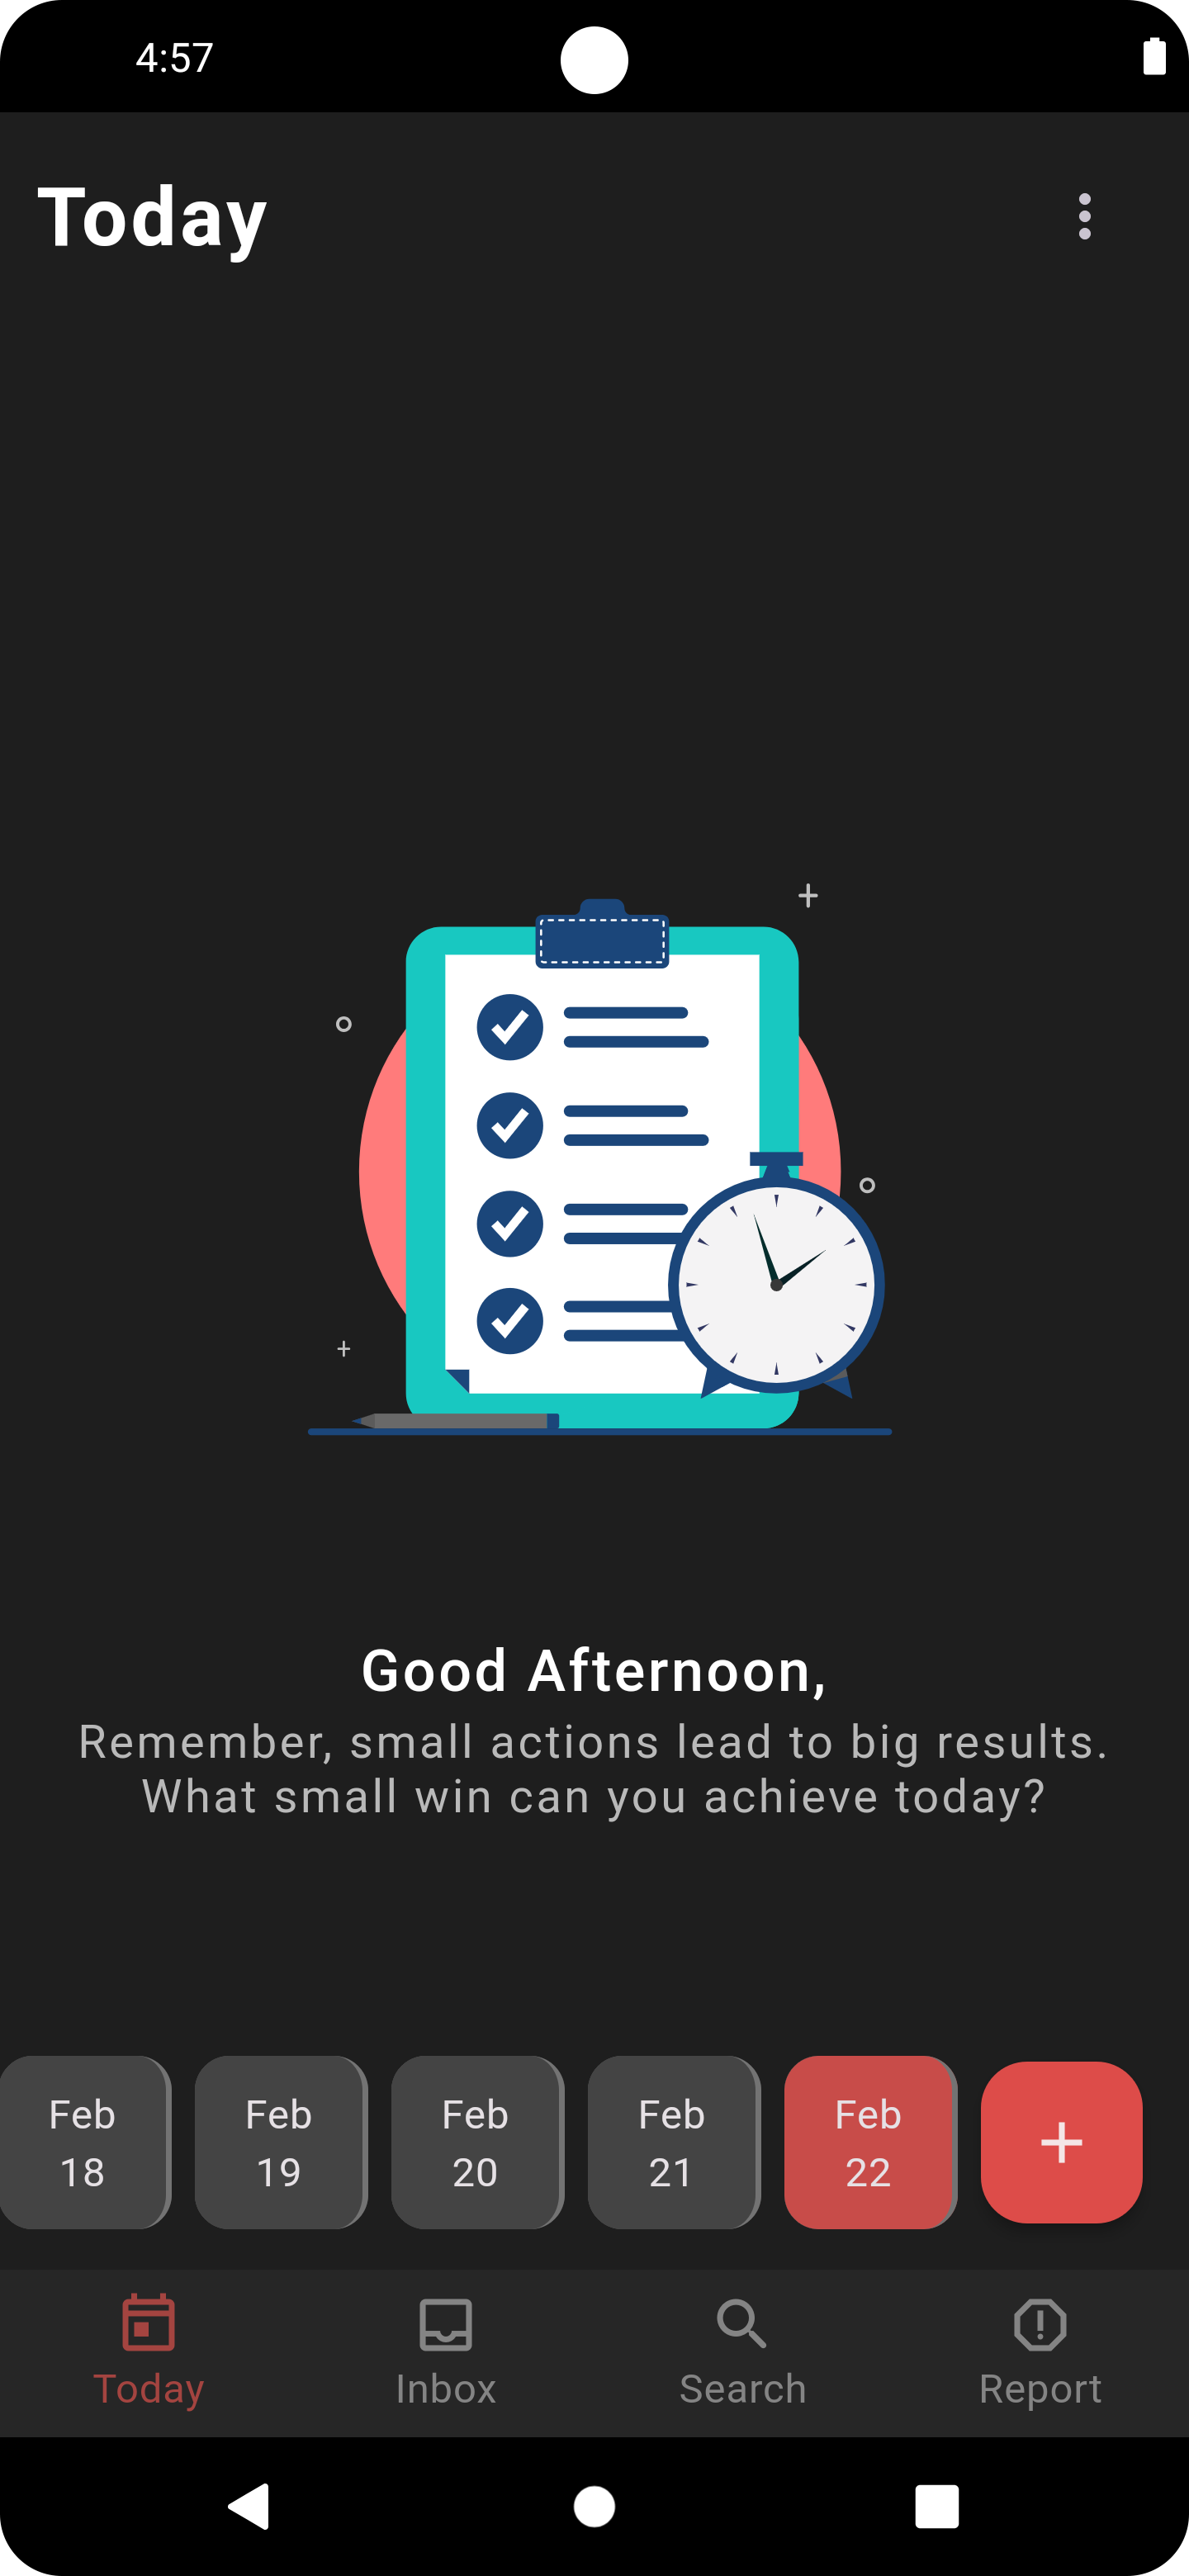 4:57
Today
Good Afternoon,
Remember, small actions lead to big results.
What small win can you achieve today?
Feb
18
Feb
19
Feb
20
Feb
21
Feb
22
Today
Inbox
Search
Report